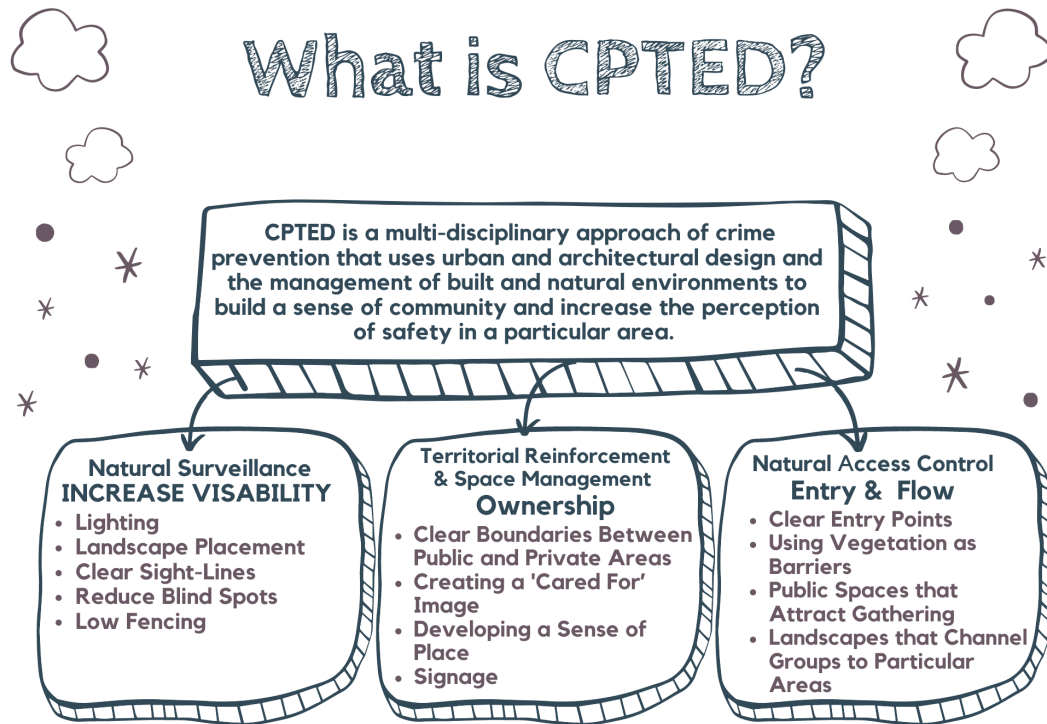 What is CPTED?
CPTED is a multi-disciplinary approach of crime
prevention that uses urban and architectural design and
the management of built and natural environments to
build a sense of community and increase the perception
of safety in a particular area.
Natural Surveillance
INCREASE VISABILITY
• Lighting
• Landscape Placement
• Clear Sight-Lines
• Reduce Blind Spots
• Low Fencing
Territorial Reinforcement
& Space Management
Ownership
• Clear Boundaries Between
Public and Private Areas
• Creating a 'Cared For'
Image
• Developing a Sense of
Place
• Signage
Natural Access Control
Entry & Flow
• Clear Entry Points
• Using Vegetation as
Barriers
• Public Spaces that
Attract Gathering
• Landscapes that Channel
Groups to Particular
Areas